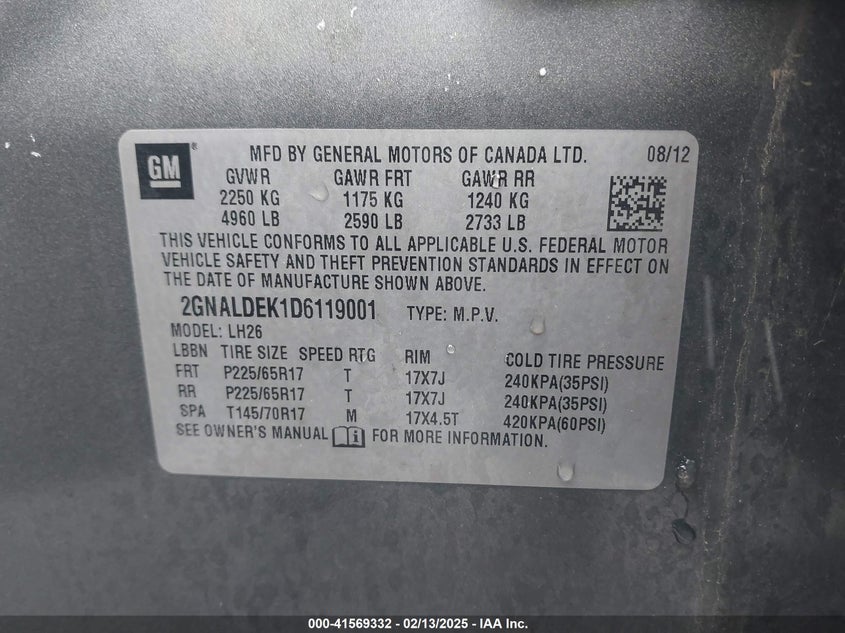 GM ® MFD BY GENERAL MOTORS OF CANADA LTD. 08/12
GVWR GAWR FRT GAWR RR
2250 KG 1175 KG 1240 KG
4960 LB 2590 LB 2733 LB
THIS VEHICLE CONFORMS TO ALL APPLICABLE U.S. FEDERAL MOTOR
VEHICLE SAFETY AND THEFT PREVENTION STANDARDS IN EFFECT ON
THE DATE OF MANUFACTURE SHOWN ABOVE.
2GNALDEK1D6119001 TYPE: M.P.V.
MODEL: LH26
LBBN TIRE SIZE SPEED RTG RIM COLD TIRE PRESSURE
FRT P225/65R17 T 17X7J 240KPA(35PSI)
RR P225/65R17 T 17X7J 240KPA(35PSI)
SPA T145/70R17 M 17X4.5T 420KPA(60PSI)
SEE OWNER'S MANUAL FOR MORE INFORMATION.
000-41569332 - 02/13/2025 - IAA Inc.